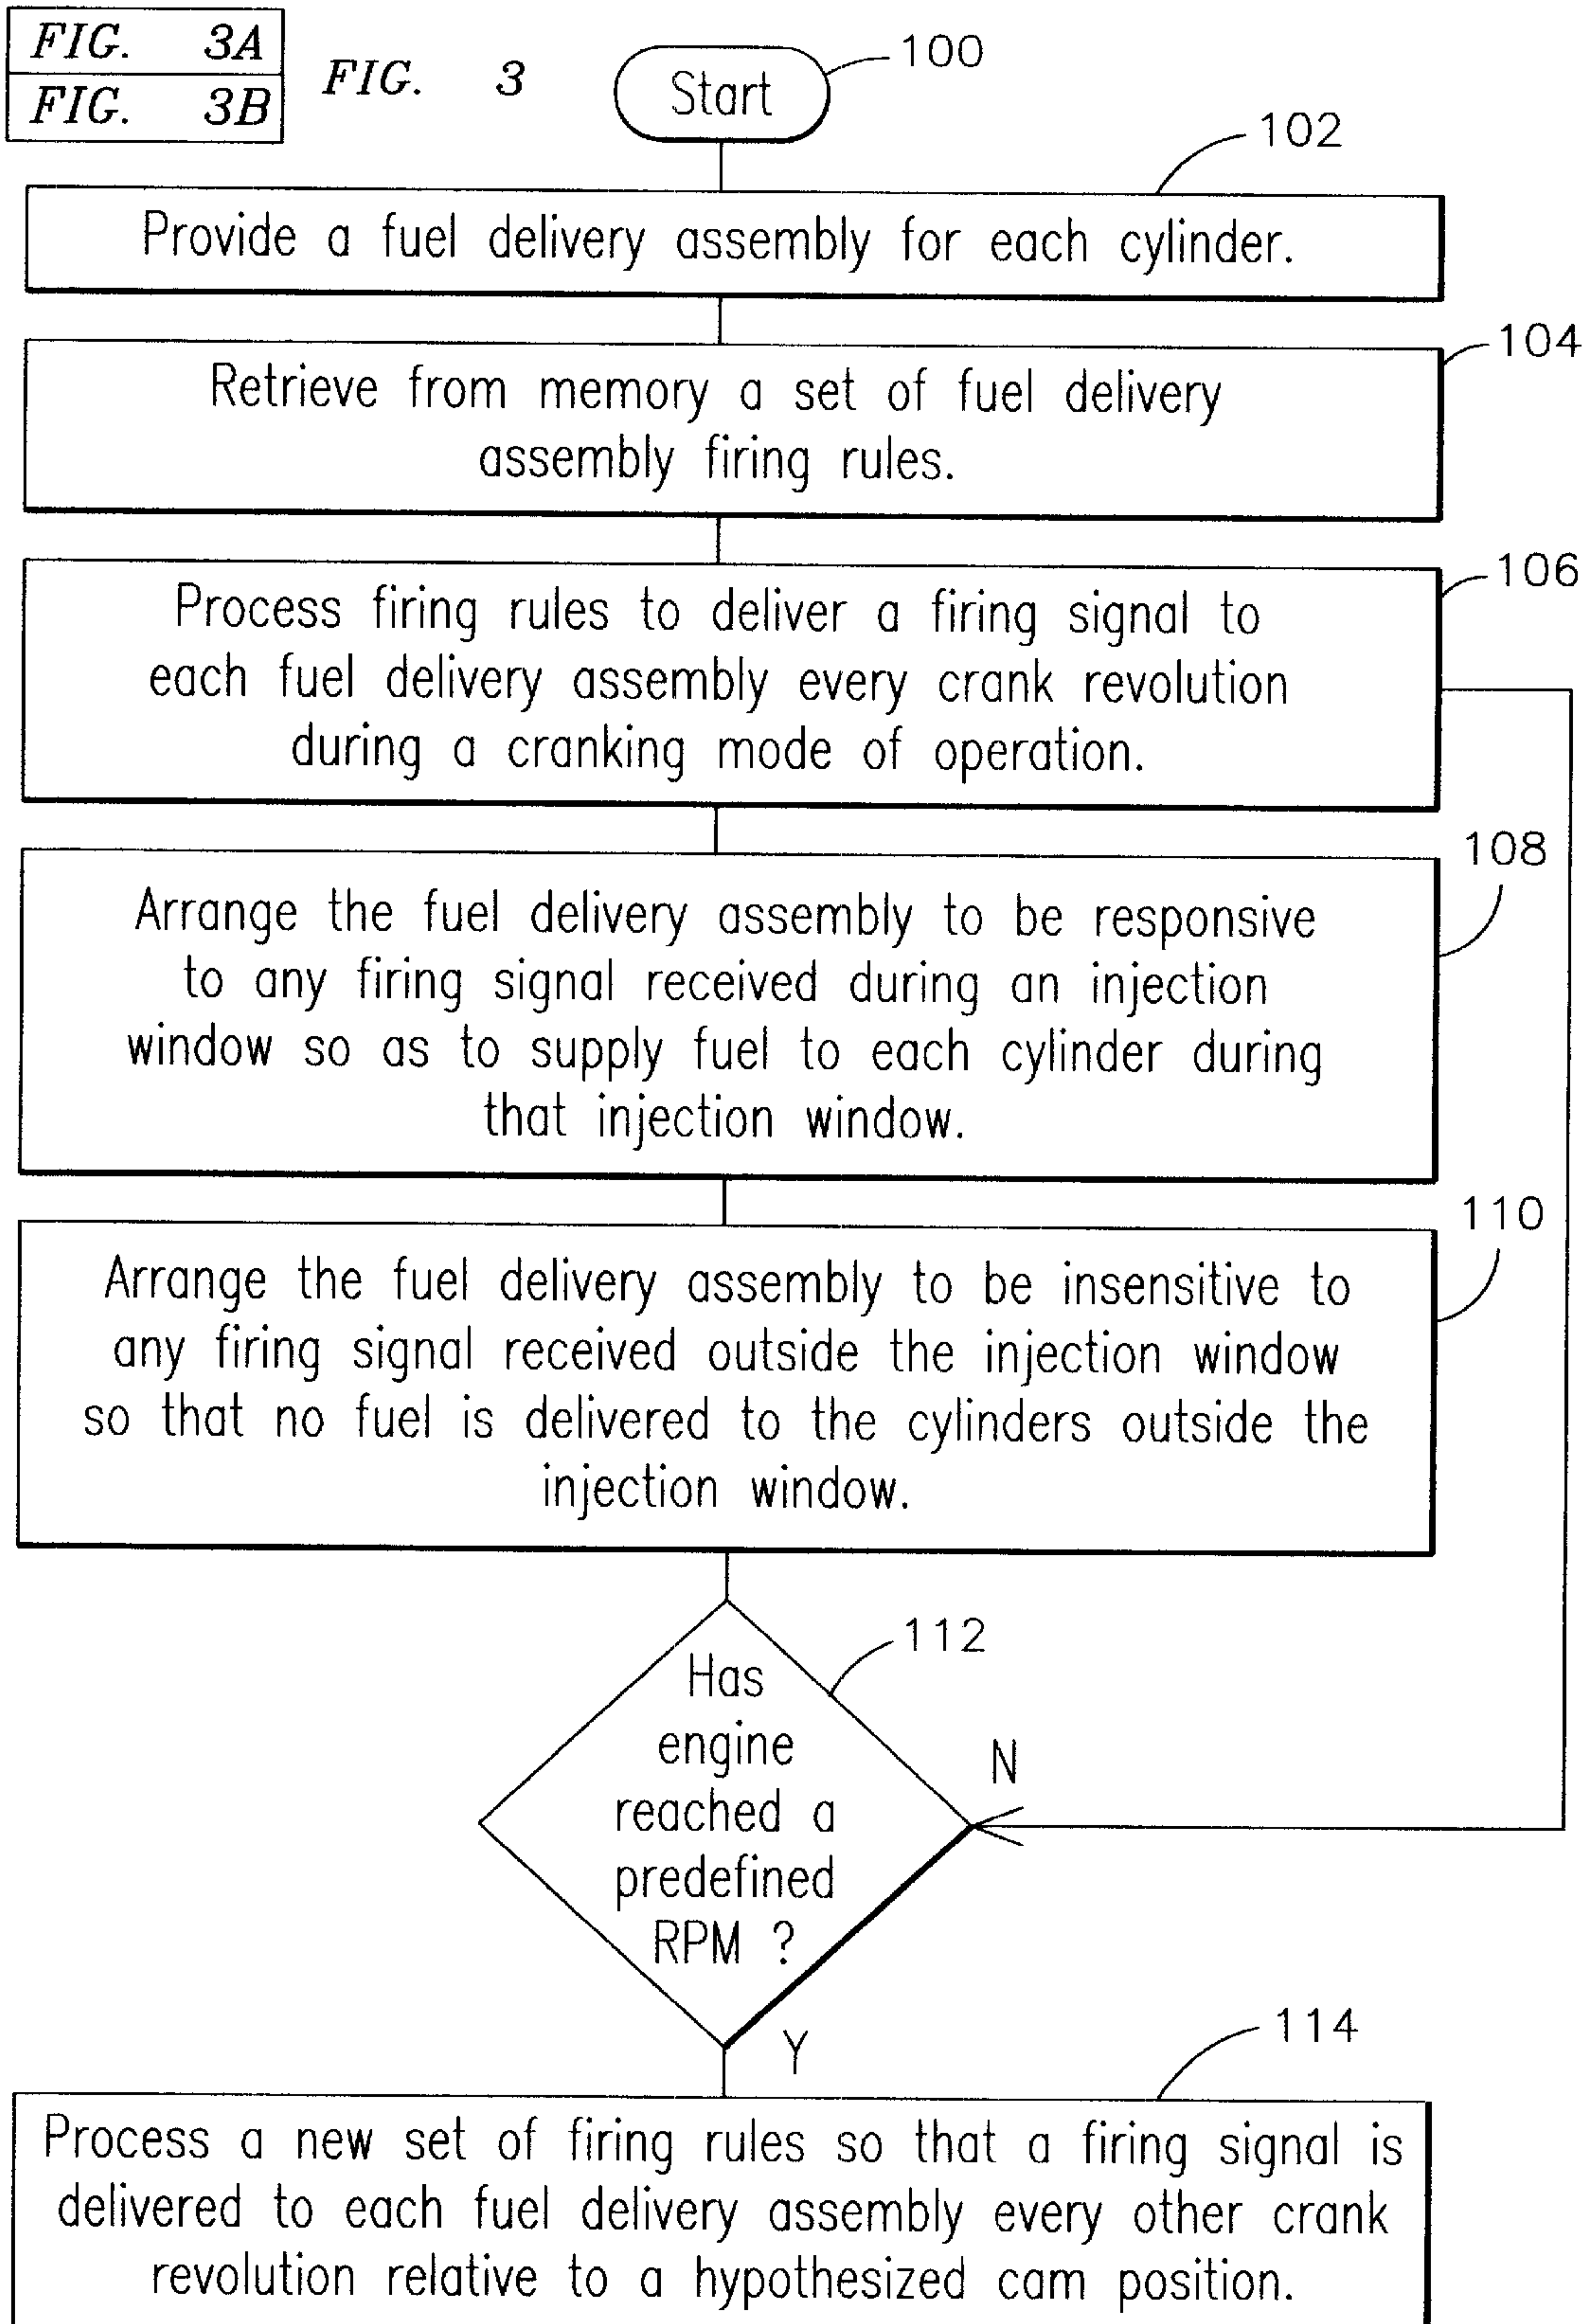 FIG. 3A
FIG. 3B
FIG. 3
Start
100
102
Provide a fuel delivery assembly for each cylinder.
104
Retrieve from memory a set of fuel delivery
assembly firing rules.
106
Process firing rules to deliver a firing signal to
each fuel delivery assembly every crank revolution
during a cranking mode of operation.
108
Arrange the fuel delivery assembly to be responsive
to any firing signal received during an injection
window so as to supply fuel to each cylinder during
that injection window.
110
Arrange the fuel delivery assembly to be insensitive to
any firing signal received outside the injection window
so that no fuel is delivered to the cylinders outside the
injection window.
112
Has
engine
reached a
predefined
RPM ?
N
Y
114
Process a new set of firing rules so that a firing signal is
delivered to each fuel delivery assembly every other crank
revolution relative to a hypothesized cam position.